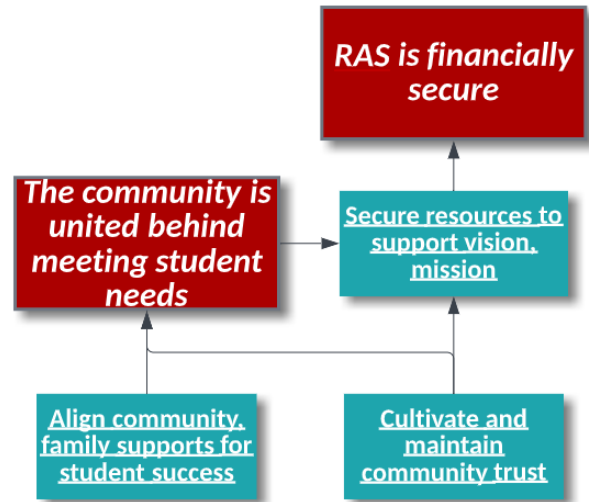 RAS is financially
secure
The community is
united behind
meeting student
needs
Secure resources to
support vision,
mission
Align community,
family supports for
student success
Cultivate and
maintain
community trust